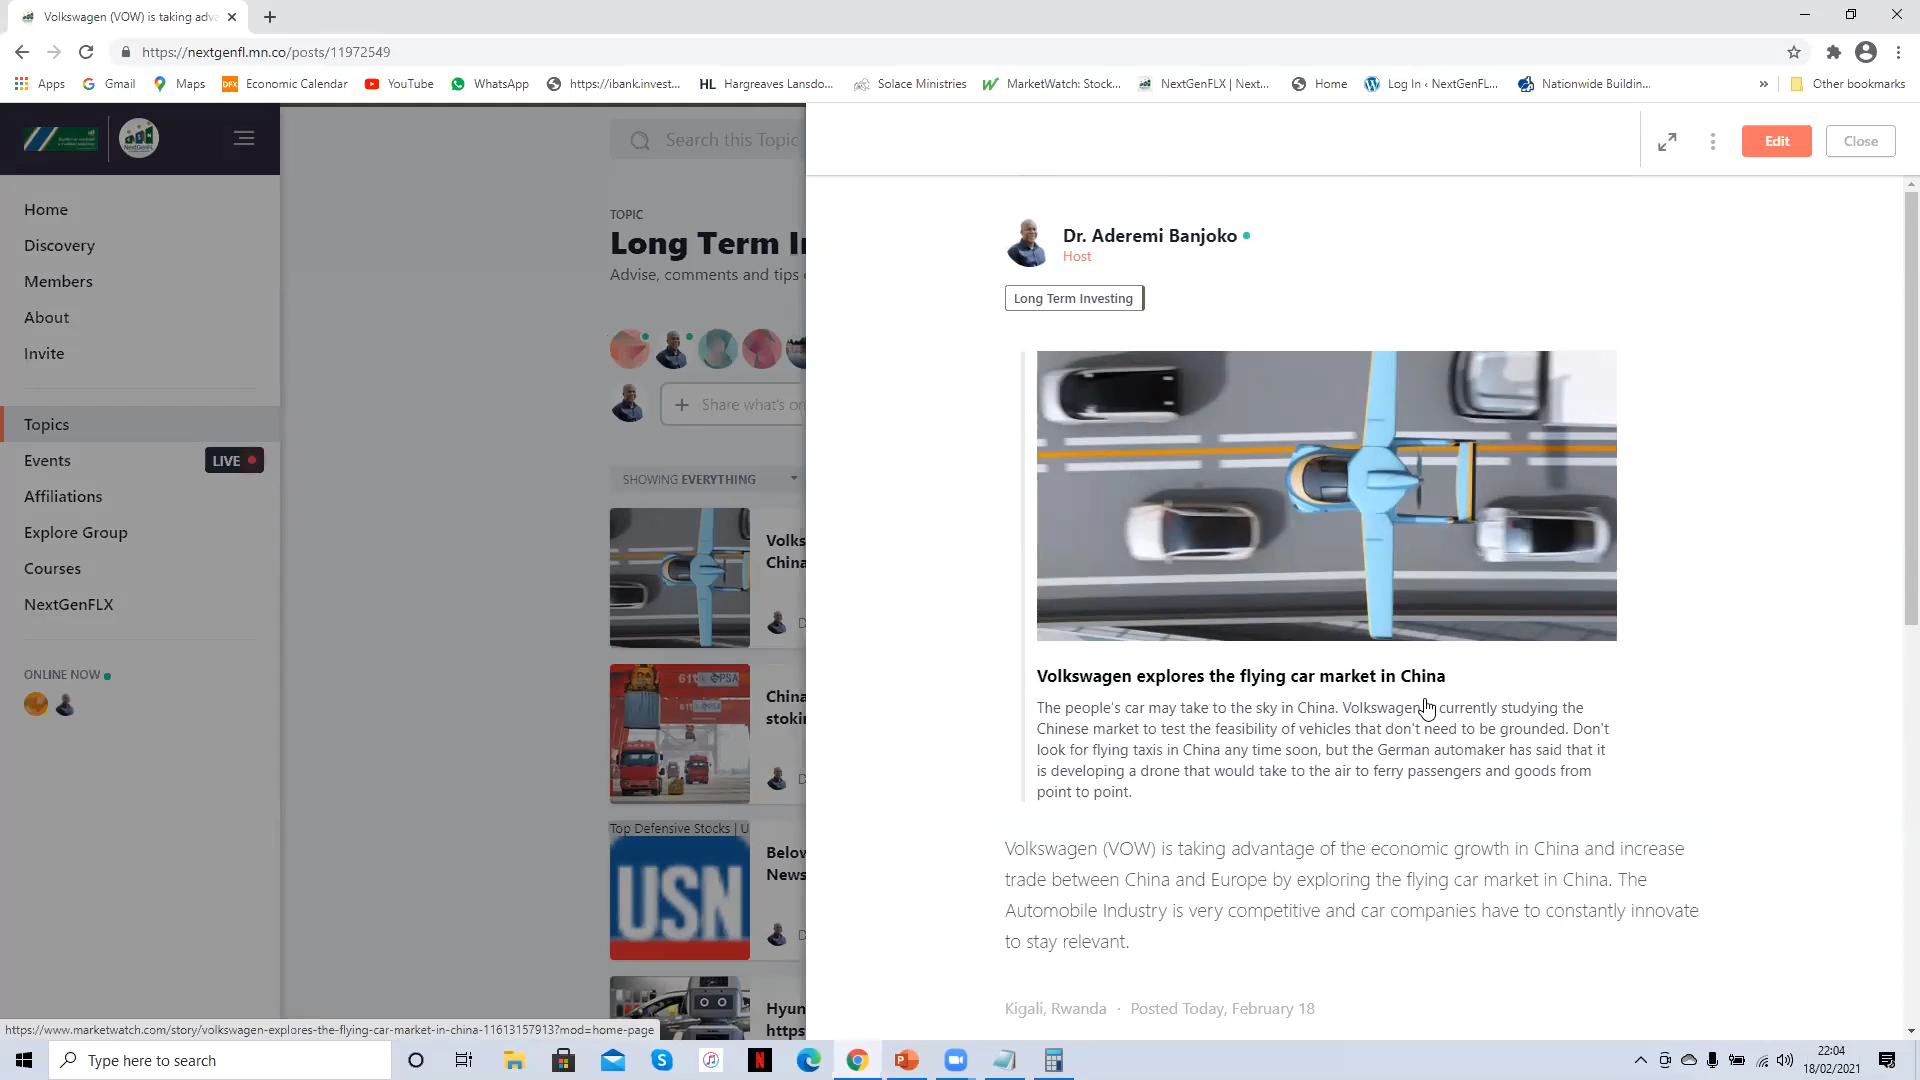 Volkswagen (VOW) is taking adva
https://nextgenfl.mn.co/posts/11972549
Apps
Gmail
Maps
DFX
Economic Calendar
YouTube
WhatsApp
https://ibank.invest...
HL
Hargreaves Lansdo...
Solace Ministries
MarketWatch: Stock...
NextGenFLX | Next...
Home
Log In ‹ NextGenFL...
Nationwide Buildin...
»
Other bookmarks
Search this Topic
Edit
Close
Home
Discovery
Members
About
Invite
Topics
Events
LIVE
Affiliations
Explore Group
Courses
NextGenFLX
ONLINE NOW
TOPIC
Long Term I
Advise, comments and tips
Share what's on
SHOWING EVERYTHING
Volks
China
D
China
stokin
D
Top Defensive Stocks | U
USN
Below
News
D
Hyun
https
Dr. Aderemi Banjoko
Host
Long Term Investing
Volkswagen explores the flying car market in China
The people's car may take to the sky in China. Volkswagen currently studying the
Chinese market to test the feasibility of vehicles that don't need to be grounded. Don't
look for flying taxis in China any time soon, but the German automaker has said that it
is developing a drone that would take to the air to ferry passengers and goods from
point to point.
Volkswagen (VOW) is taking advantage of the economic growth in China and increase
trade between China and Europe by exploring the flying car market in China. The
Automobile Industry is very competitive and car companies have to constantly innovate
to stay relevant.
Kigali, Rwanda · Posted Today, February 18
https://www.marketwatch.com/story/volkswagen-explores-the-flying-car-market-in-china-11613157913?mod=home-page
Type here to search
22:04
18/02/2021